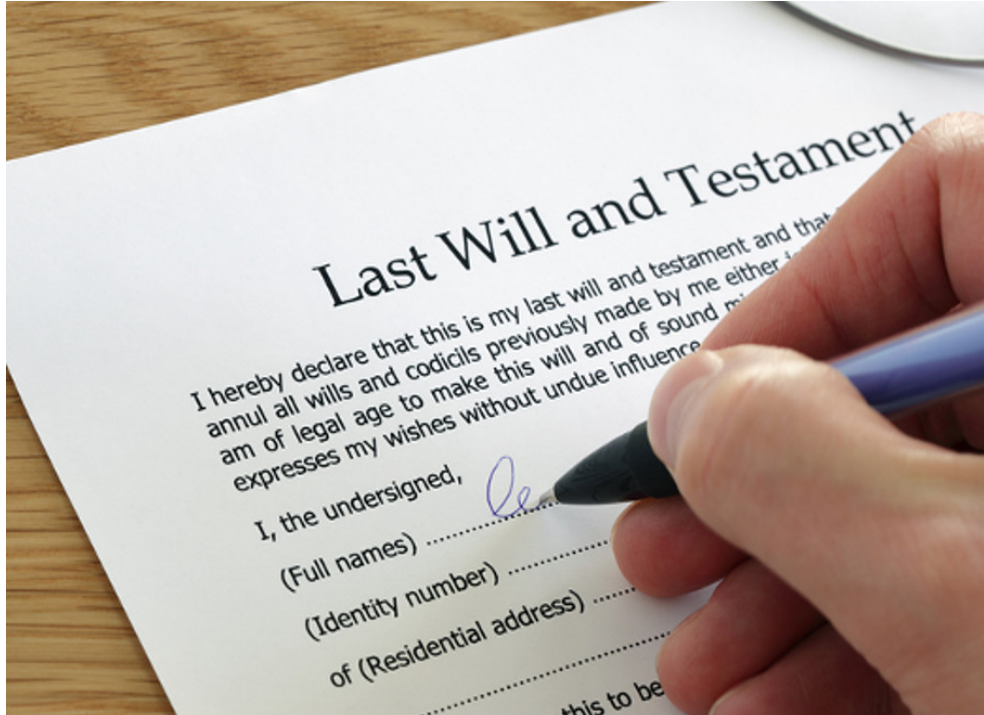 Last Will and Testament
I hereby declare that this is my last will and testament and that
annul all wills and codicils previously made by me either
am of legal age to make this will and of sound
expresses my wishes without undue influence
I, the undersigned,
(Full names) ..................
(Identity number) ..................
of (Residential address) ......
..................................
this to be